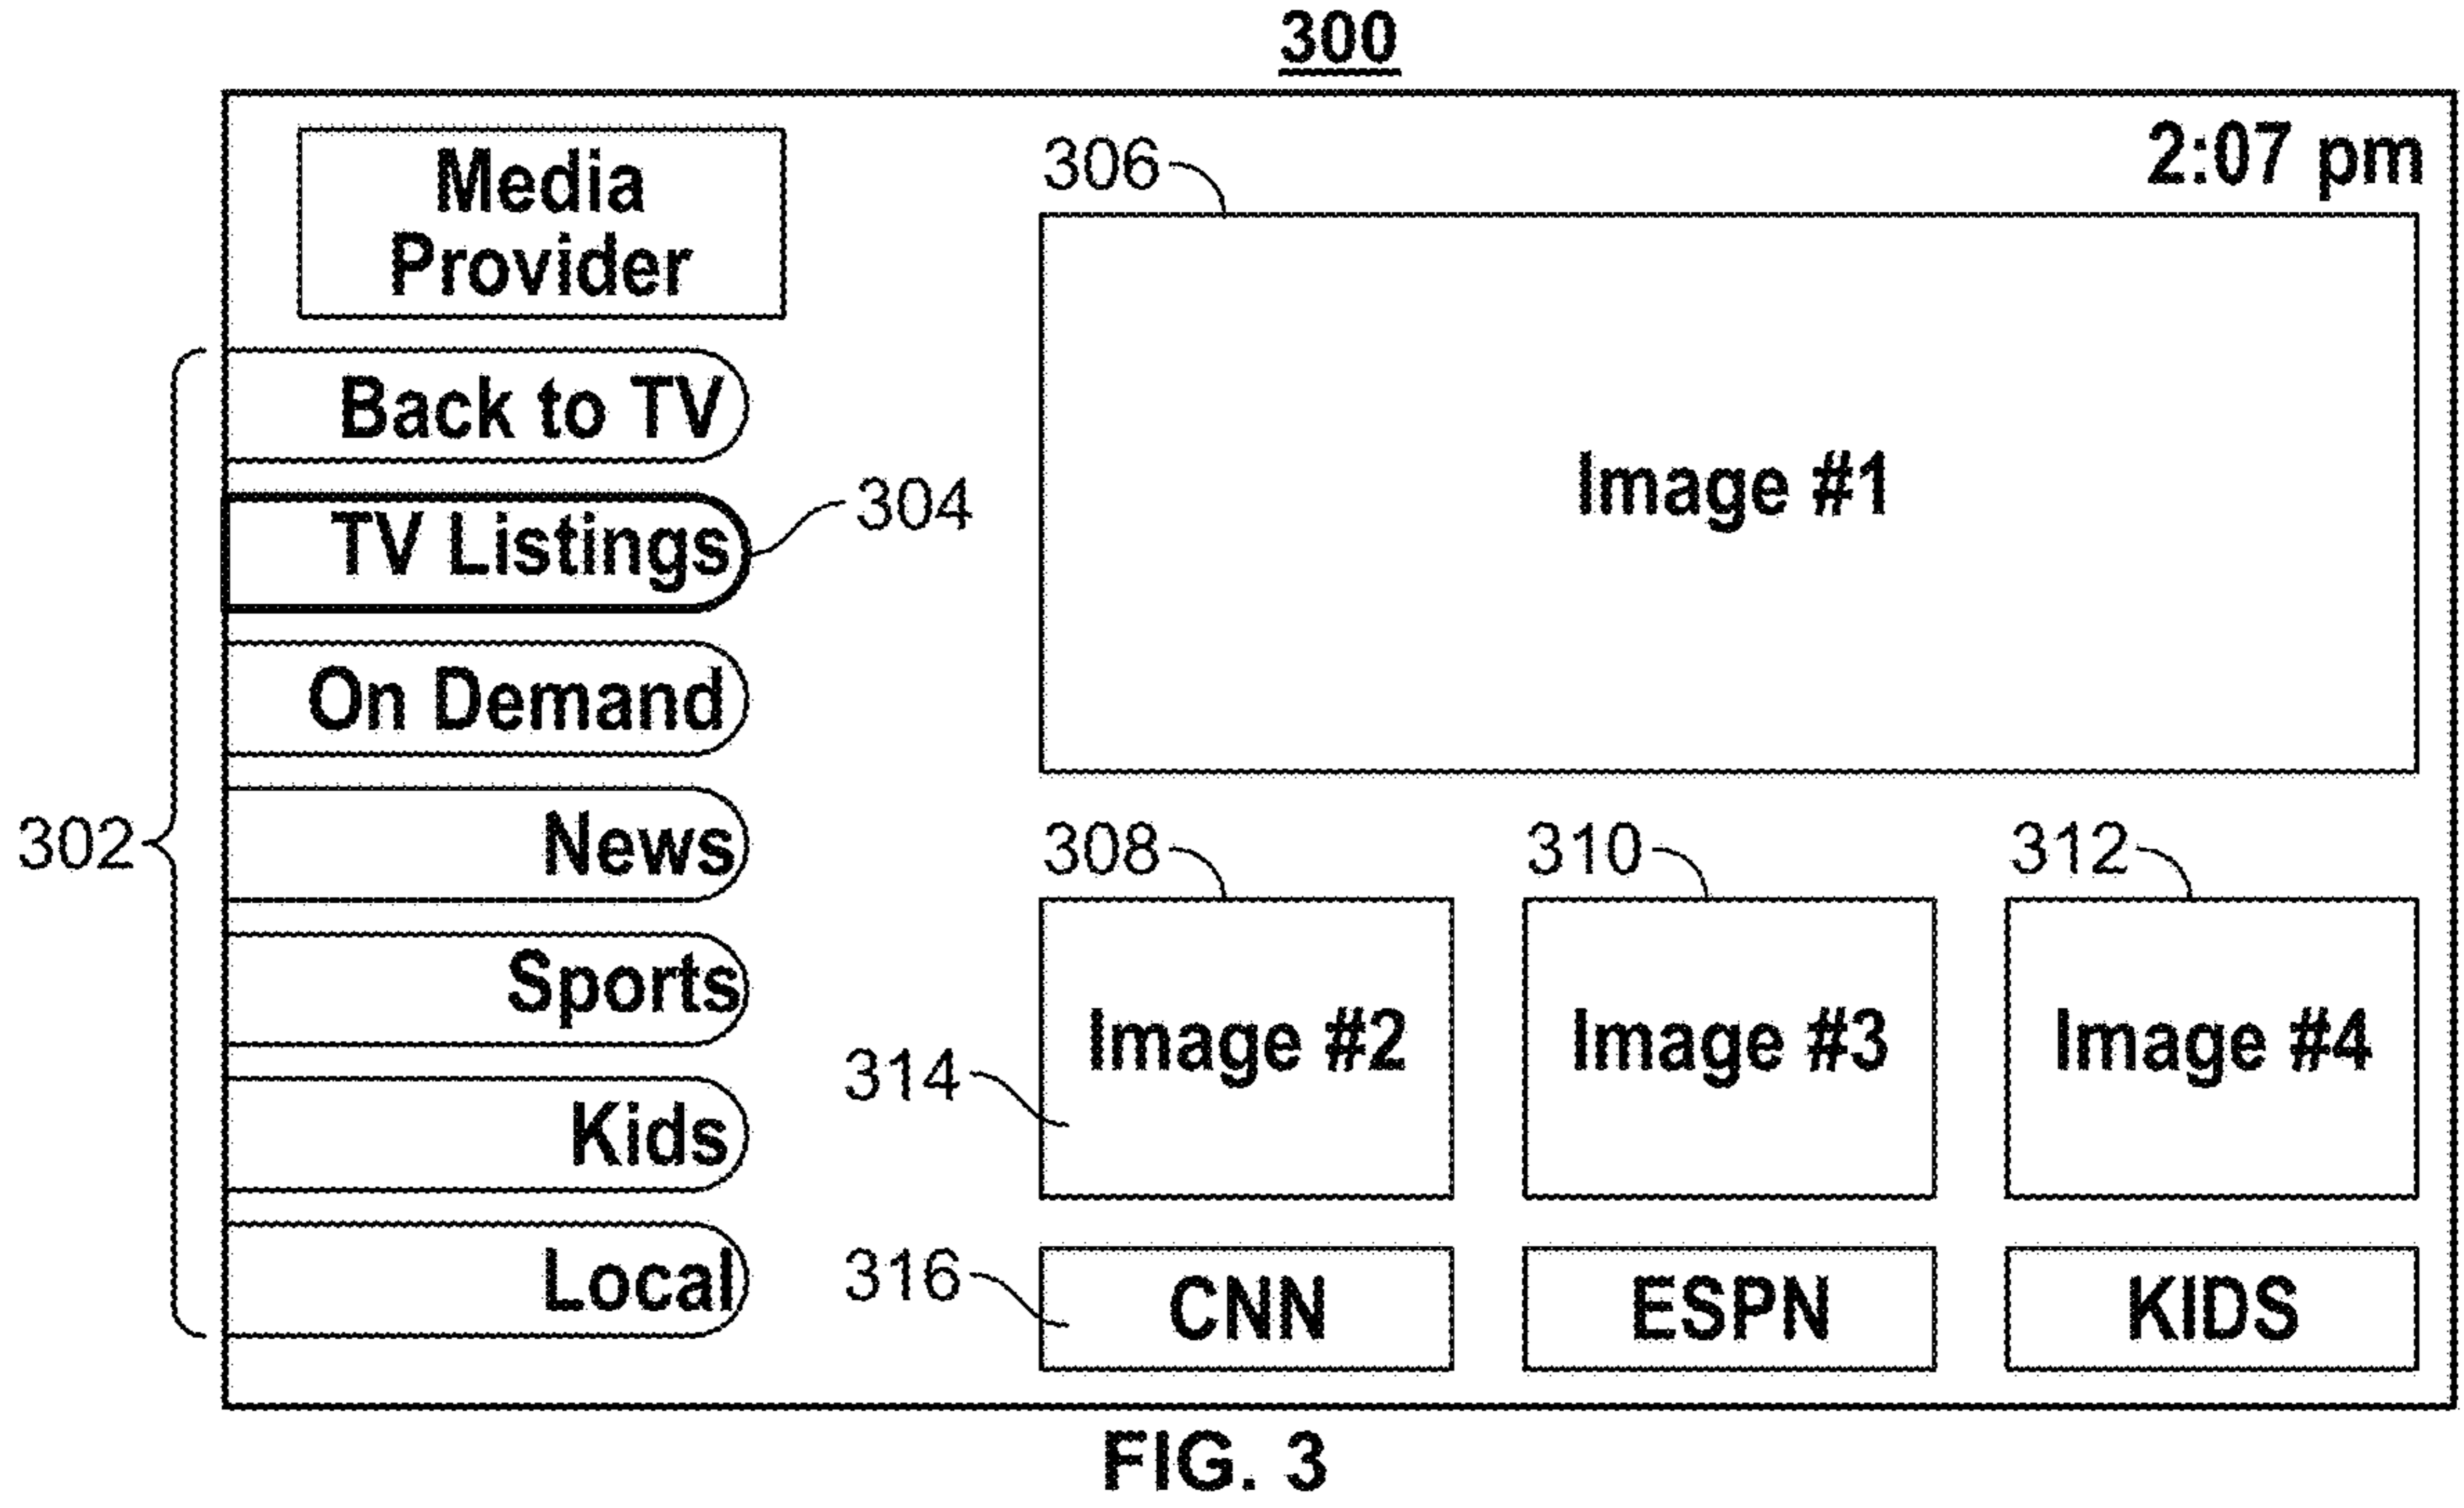 300
2:07 pm
Media
Provider
306
Back to TV
Image #1
TV Listings
304
On Demand
302
News
308
310
312
Sports
Image #2
Image #3
Image #4
314
Kids
Local
316
CNN
ESPN
KIDS
FIG. 3